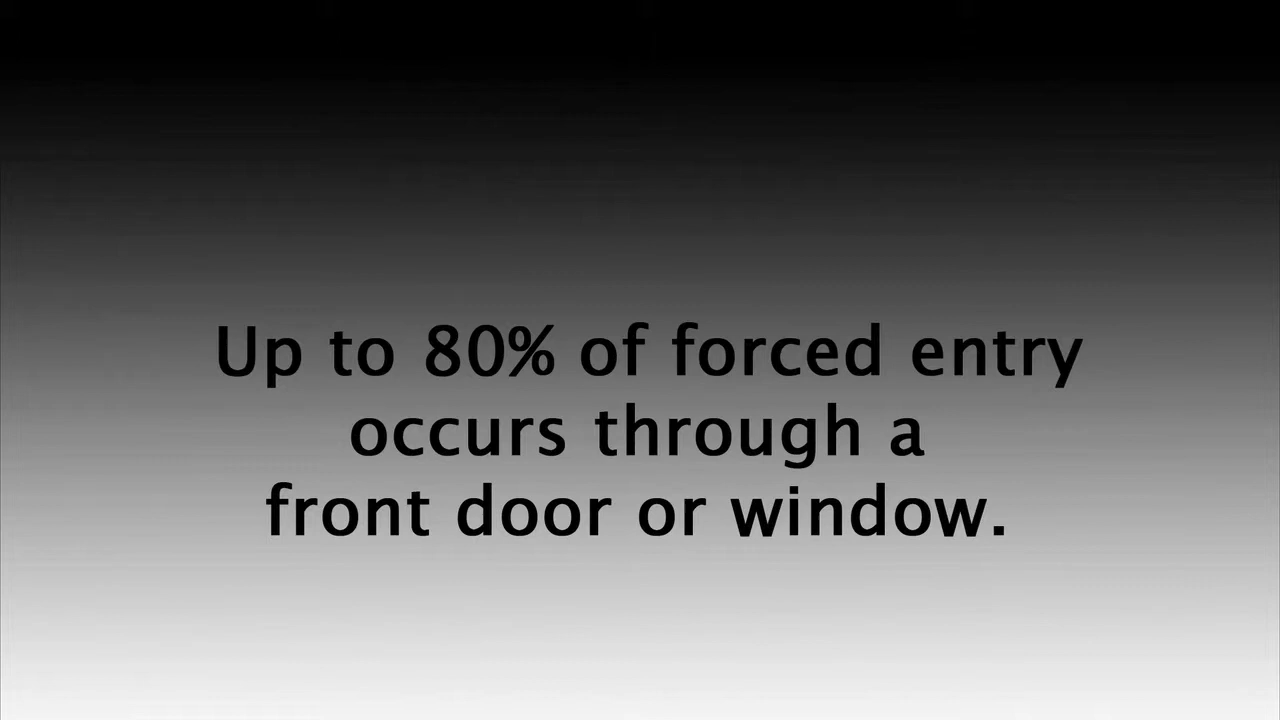 Up to 80% of forced entry
occurs through a
front door or window.